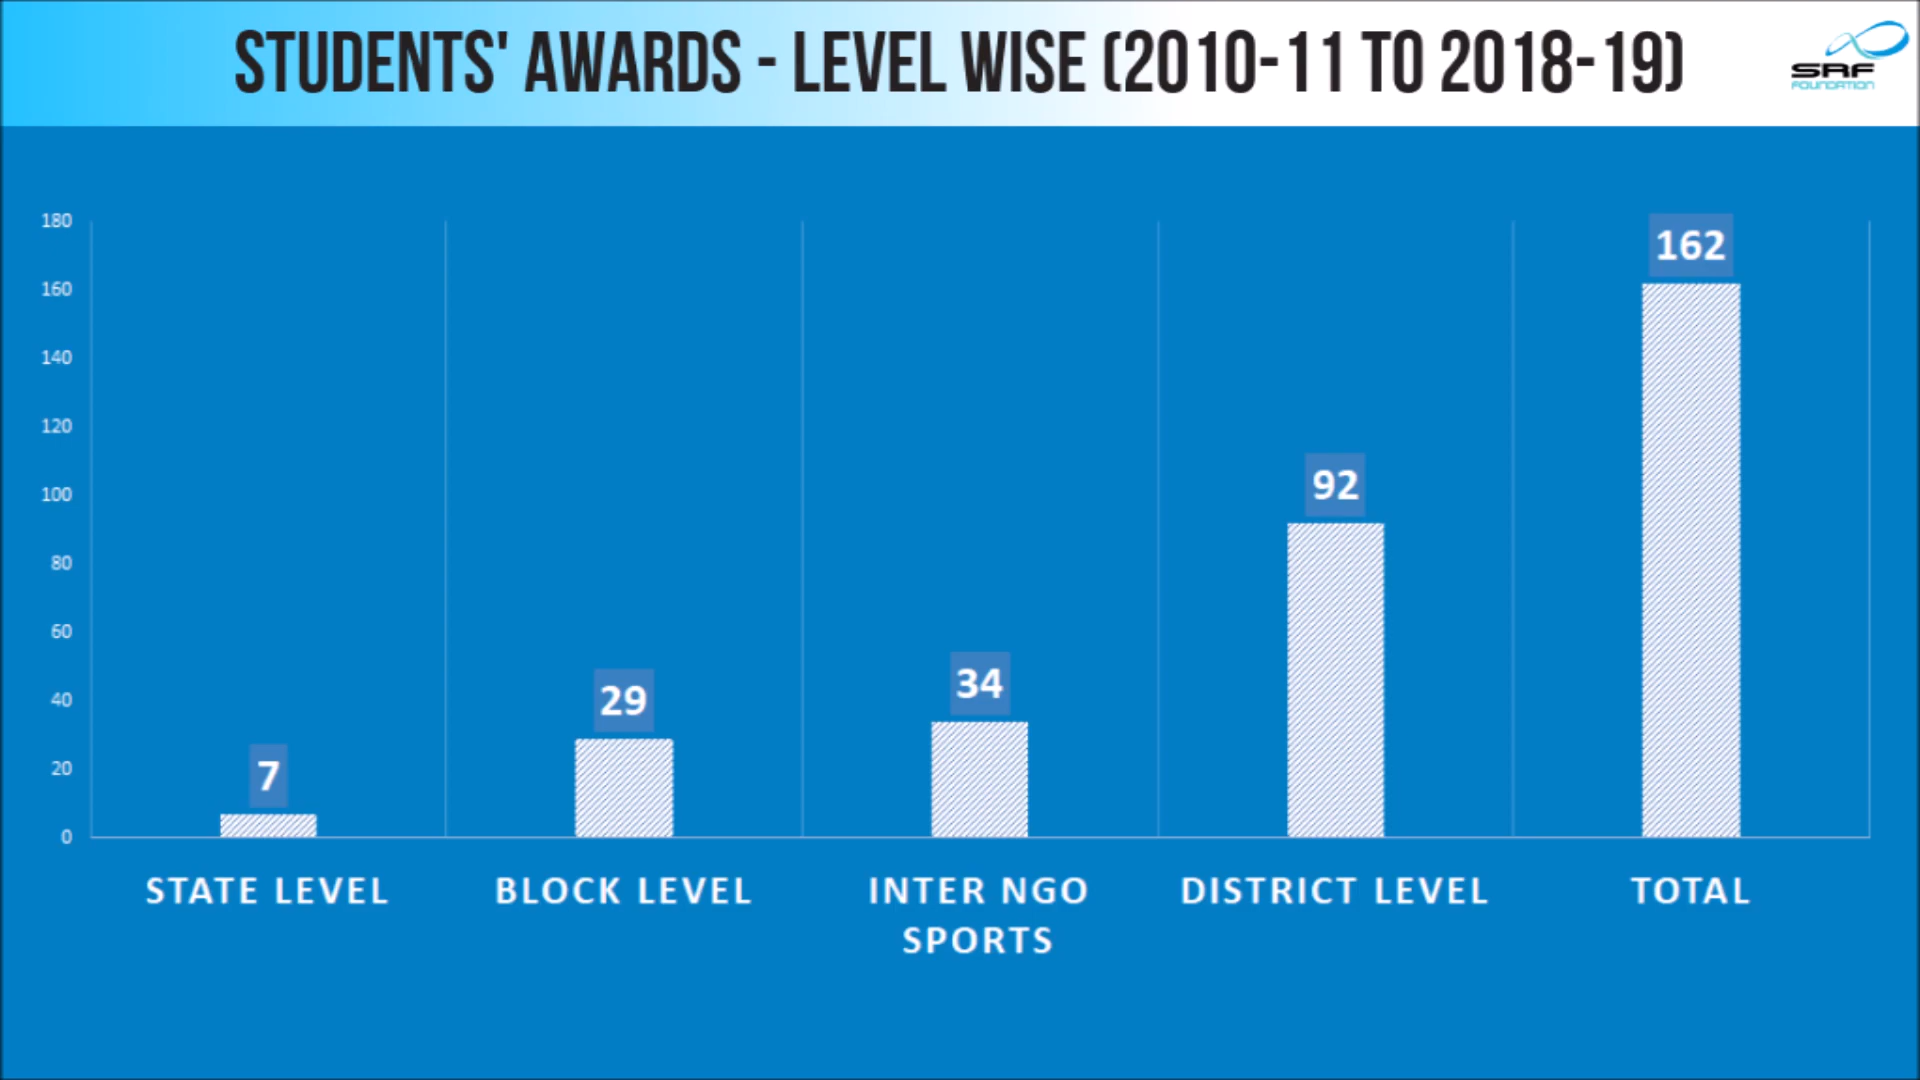 STUDENTS' AWARDS - LEVEL WISE (2010-11 TO 2018-19)
SRF
FOUNDATION
180
160
140
120
100
80
60
40
20
0
7
29
34
92
162
STATE LEVEL
BLOCK LEVEL
INTER NGO
SPORTS
DISTRICT LEVEL
TOTAL